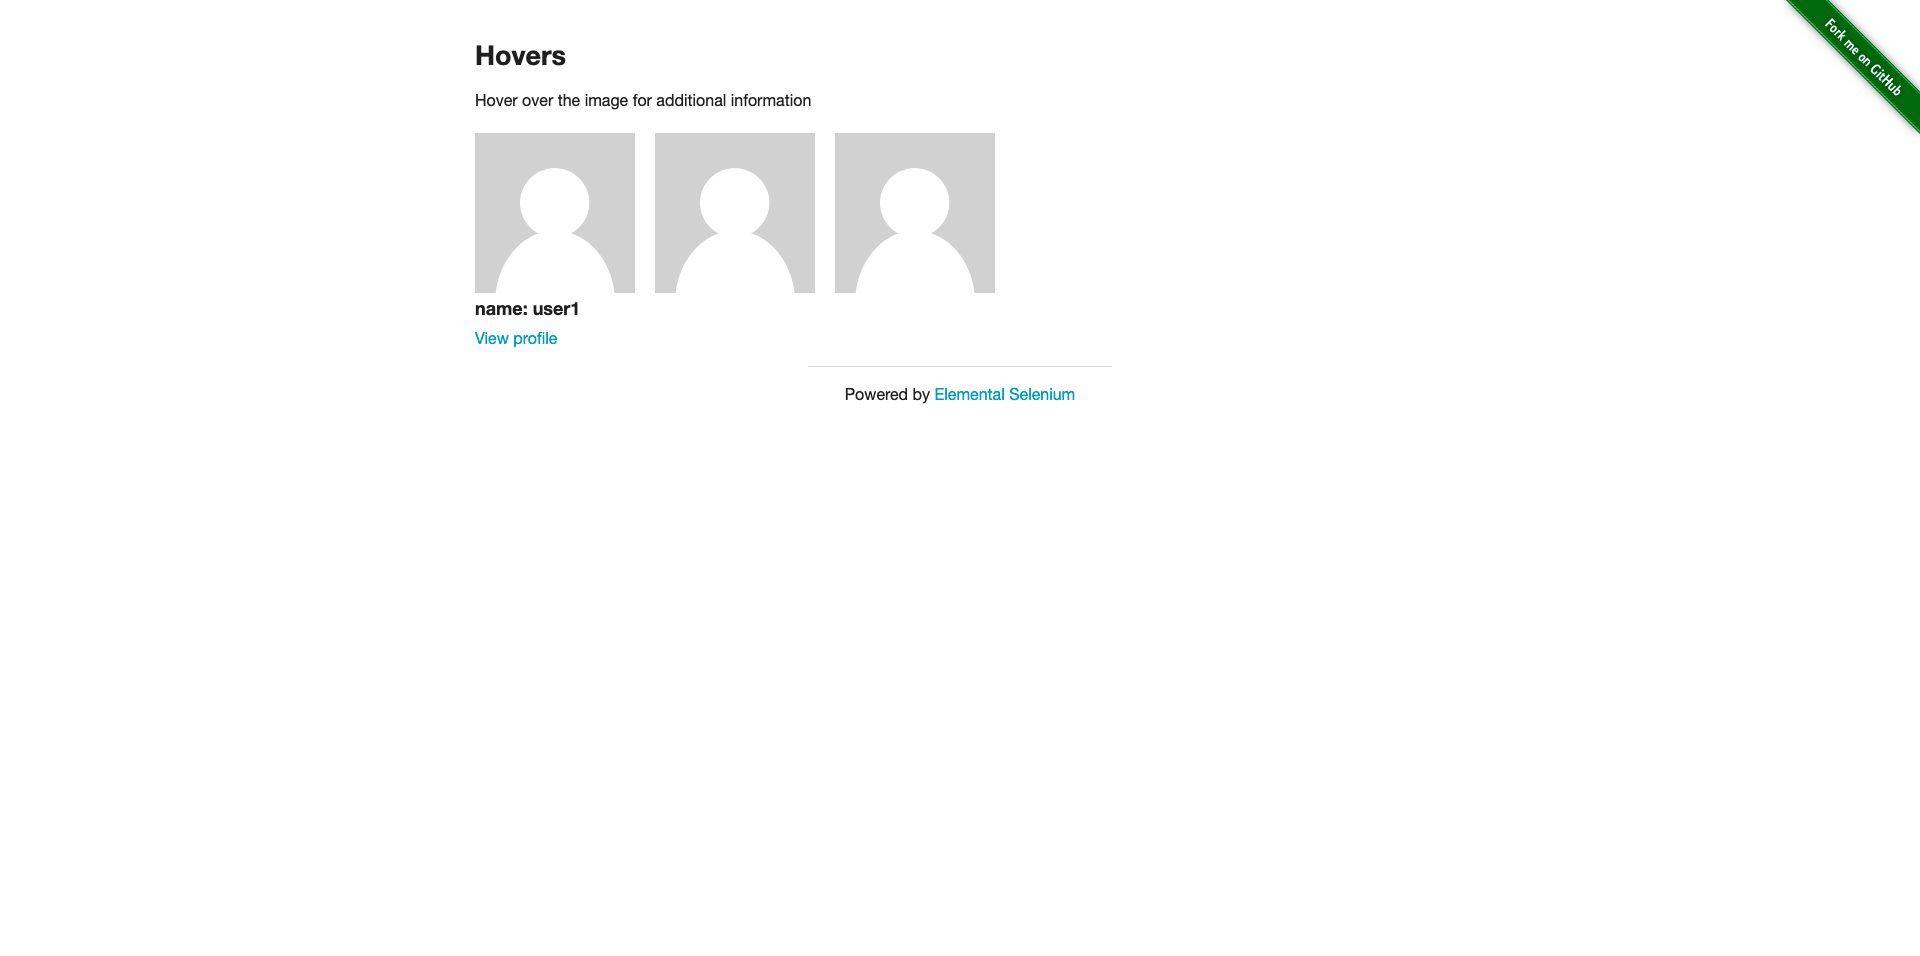 Fork me on GitHub
Hovers
Hover over the image for additional information
name: user1
View profile
Powered by Elemental Selenium